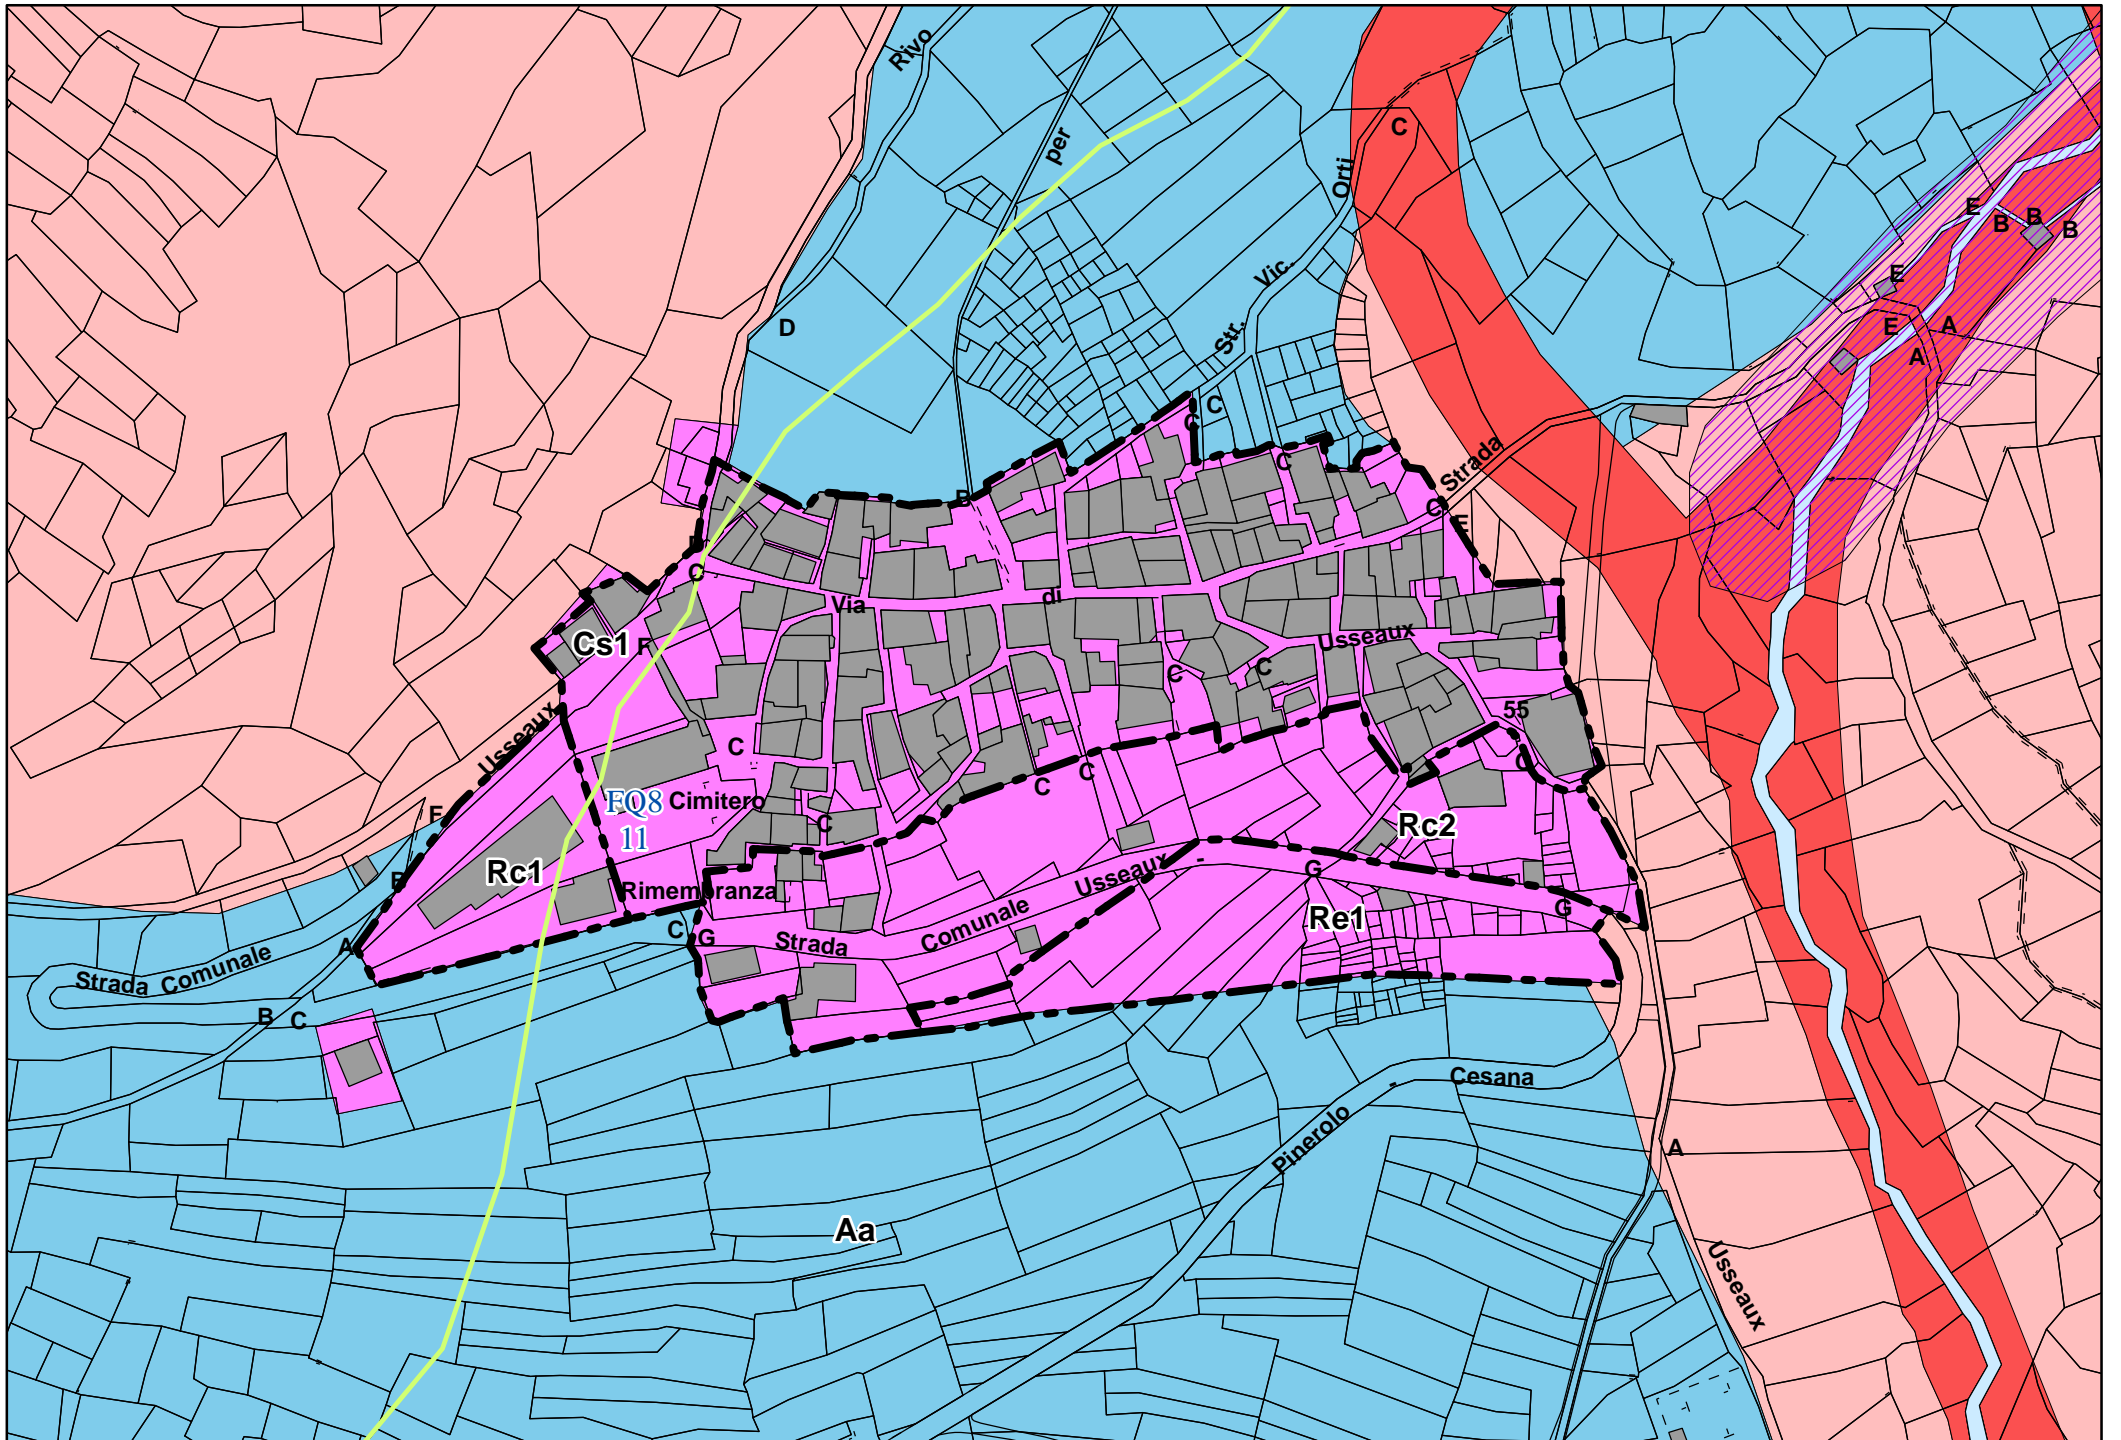 Rivo
per
Orti
C
Vic.
Str.
D
E
B
B
B
E
E
A
A
C
C
C
Strada
B
C
E
C
Via
di
Usseaux
Cs1
F
C
C
55
C
Usseaux
C
C
C
FQ8
11
Cimitero
C
F
Rc2
Rc1
B
Rimembranza
Usseaux
G
G
Re1
Comunale
Strada
C
G
A
Strada Comunale
B
C
Cesana
Pinerolo
A
Aa
Usseaux